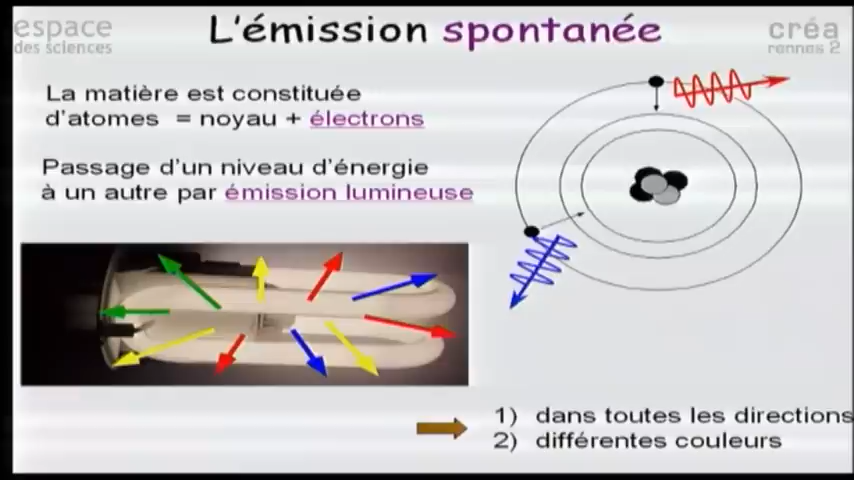 espace
des sciences
L'émission spontanée
créa
rennes 2
La matière est constituée
d'atomes = noyau + électrons
Passage d'un niveau d'énergie
à un autre par émission lumineuse
1) dans toutes les directions
2) différentes couleurs